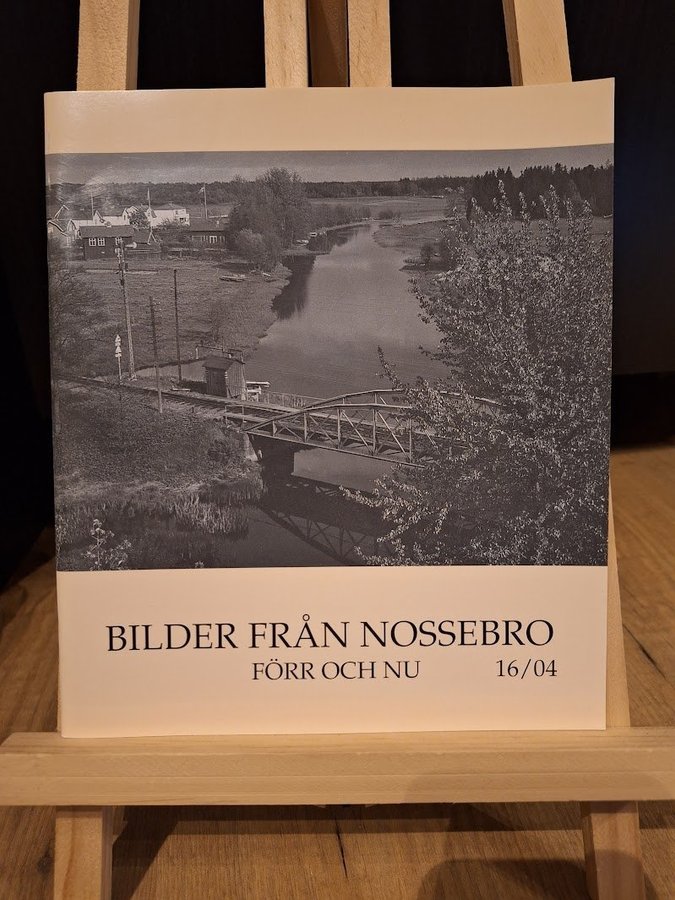 BILDER FRÅN NOSSEBRO
FÖRR OCH NU 16/04